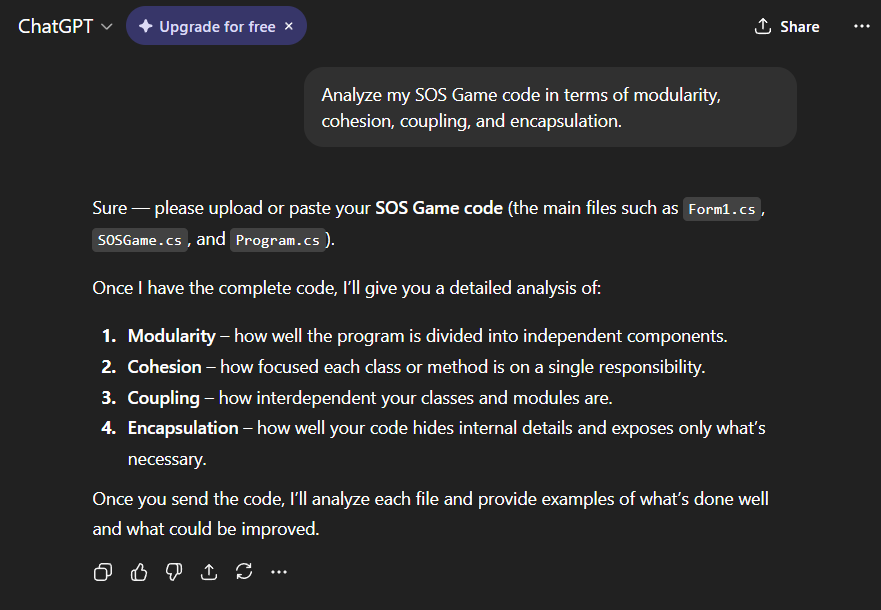 ChatGPT
Upgrade for free ×
Share
Analyze my SOS Game code in terms of modularity,
cohesion, coupling, and encapsulation.
Sure — please upload or paste your SOS Game code (the main files such as Form1.cs,
SOSGame.cs, and Program.cs).
Once I have the complete code, I’ll give you a detailed analysis of:
1. Modularity – how well the program is divided into independent components.
2. Cohesion – how focused each class or method is on a single responsibility.
3. Coupling – how interdependent your classes and modules are.
4. Encapsulation – how well your code hides internal details and exposes only what’s
necessary.
Once you send the code, I’ll analyze each file and provide examples of what’s done well
and what could be improved.